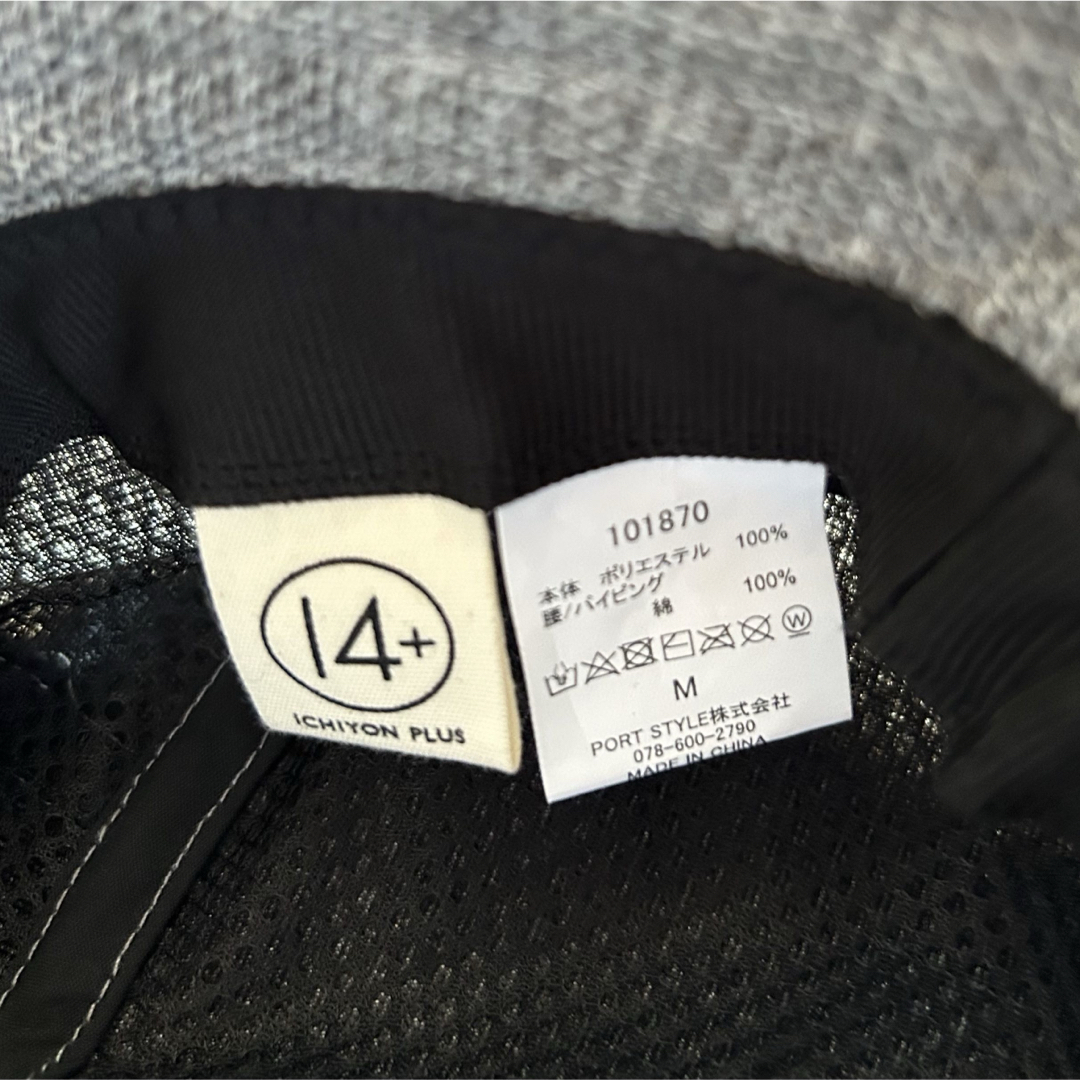 14+
ICHIYON PLUS
101870
本体 ポリエステル 100%
腰/パイピング
綿 100%
W
M
PORT STYLE株式会社
078-600-2790
MADE IN CHINA